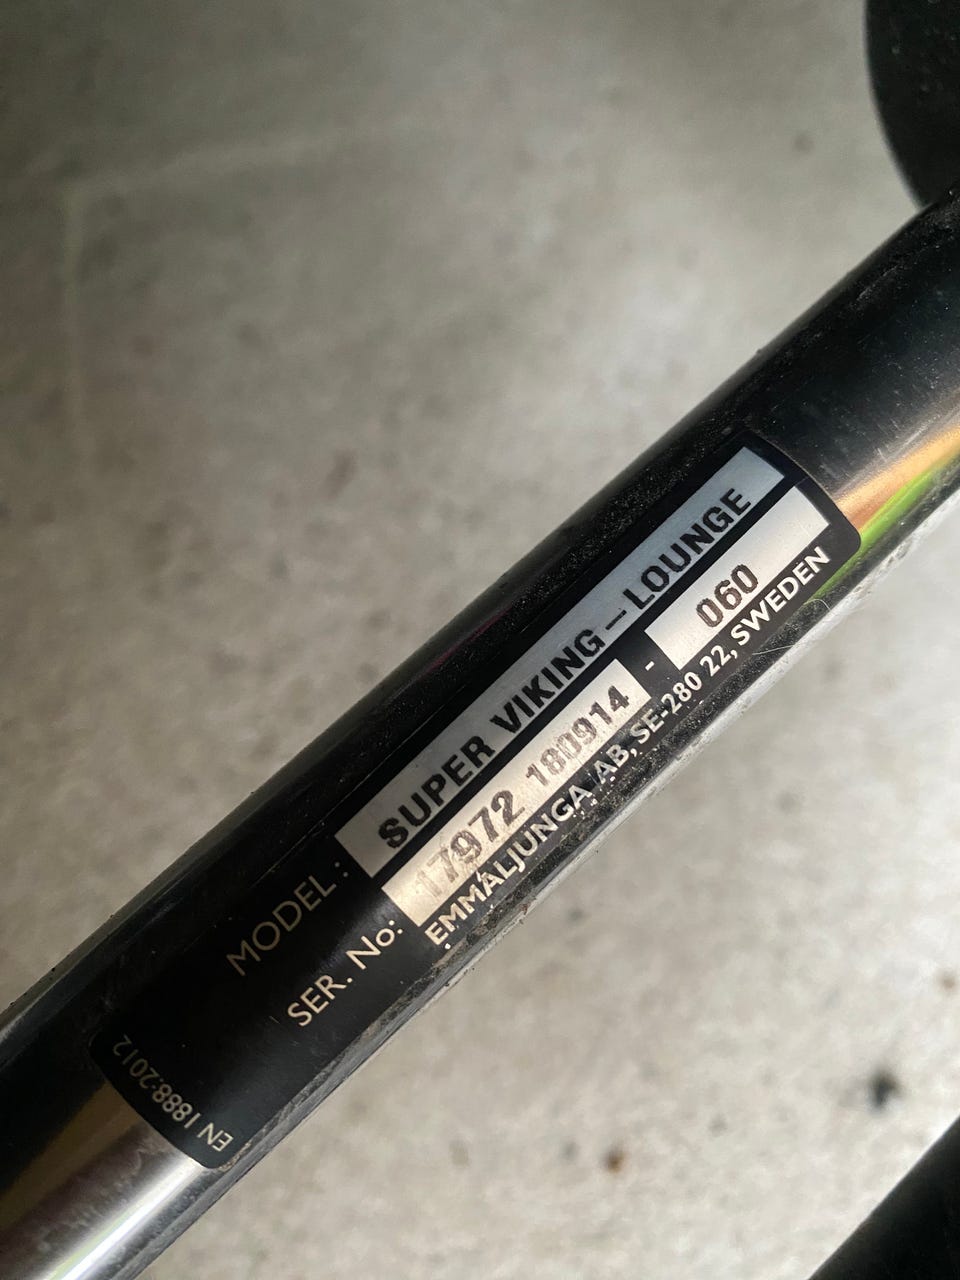 MODEL: SUPER VIKING - LOUNGE
SER. No: 17972 180914 - 060
EMMALJUNGA AB, SE-280 22, SWEDEN
EN 1888:2012